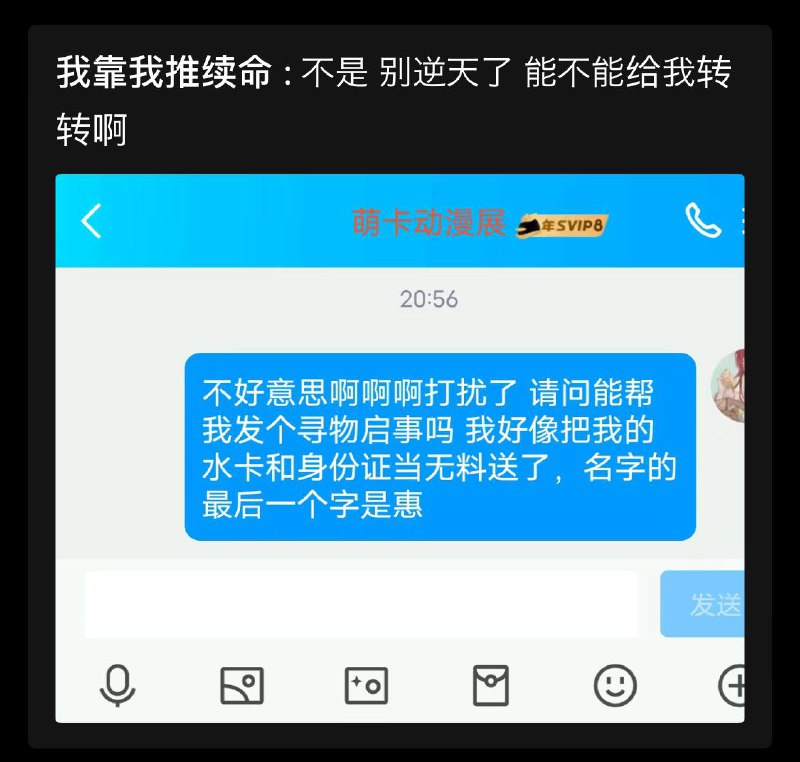 我靠我推续命：不是 别逆天了 能不能给我转
转啊
萌卡动漫展 年SVIP8
20:56
不好意思啊啊啊打扰了 请问能帮
我发个寻物启事吗 我好像把我的
水卡和身份证当无料送了，名字的
最后一个字是惠
发送